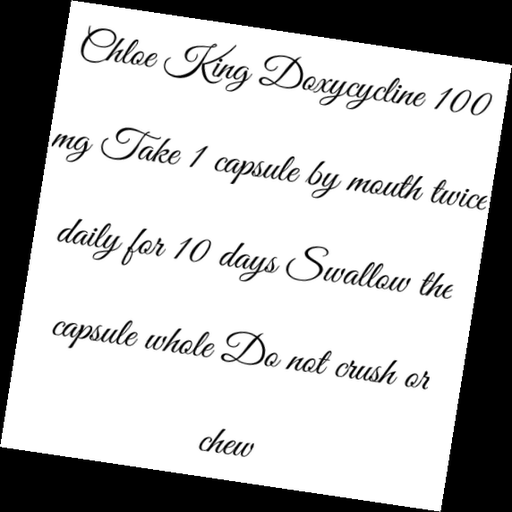 Chloe King Doxycycline 100
mg Take 1 capsule by mouth twice
daily for 10 days Swallow the
capsule whole Do not crush or
chew